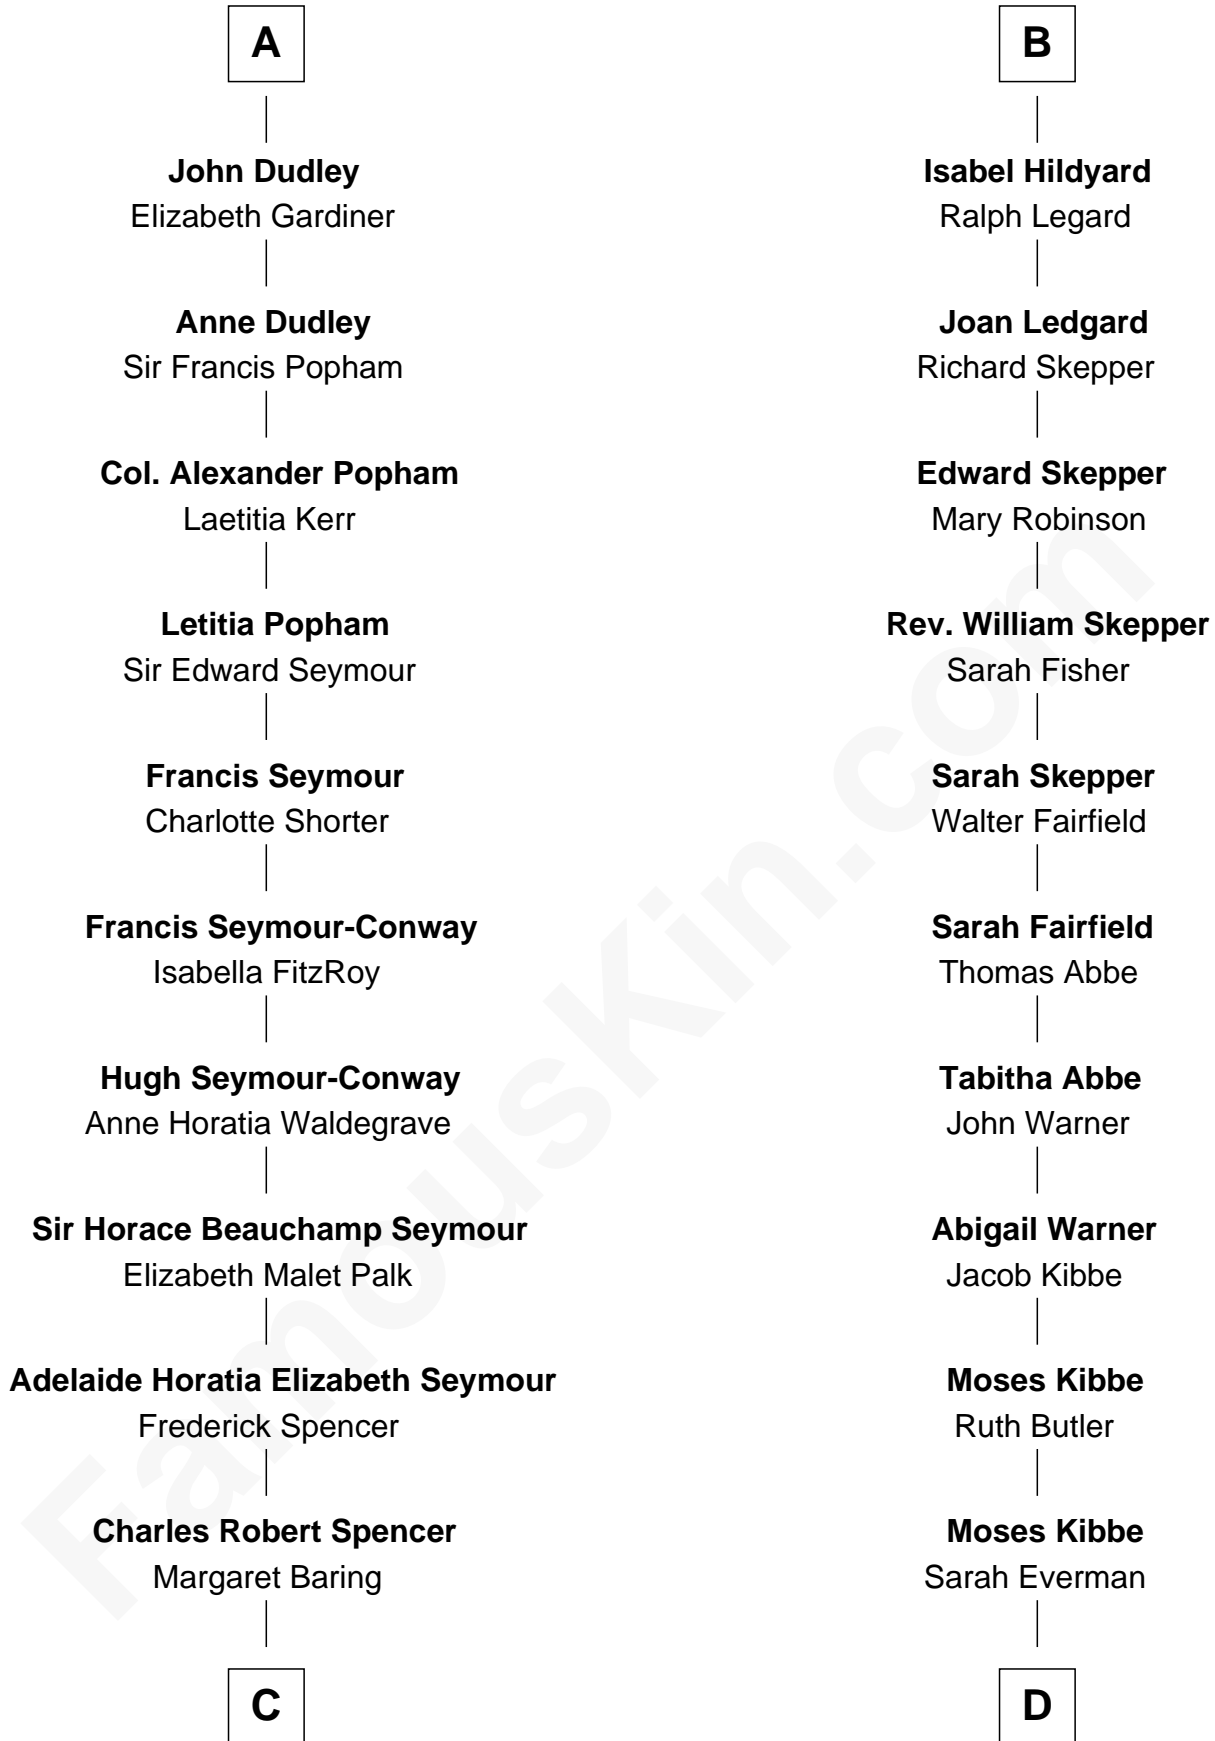 A
John Dudley
Elizabeth Gardiner
Anne Dudley
Sir Francis Popham
Col. Alexander Popham
Laetitia Kerr
Letitia Popham
Sir Edward Seymour
Francis Seymour
Charlotte Shorter
Francis Seymour-Conway
Isabella FitzRoy
Hugh Seymour-Conway
Anne Horatia Waldegrave
Sir Horace Beauchamp Seymour
Elizabeth Malet Palk
Adelaide Horatia Elizabeth Seymour
Frederick Spencer
Charles Robert Spencer
Margaret Baring
C
B
Isabel Hildyard
Ralph Legard
Joan Ledgard
Richard Skepper
Edward Skepper
Mary Robinson
Rev. William Skepper
Sarah Fisher
Sarah Skepper
Walter Fairfield
Sarah Fairfield
Thomas Abbe
Tabitha Abbe
John Warner
Abigail Warner
Jacob Kibbe
Moses Kibbe
Ruth Butler
Moses Kibbe
Sarah Everman
D
FamousKin.com